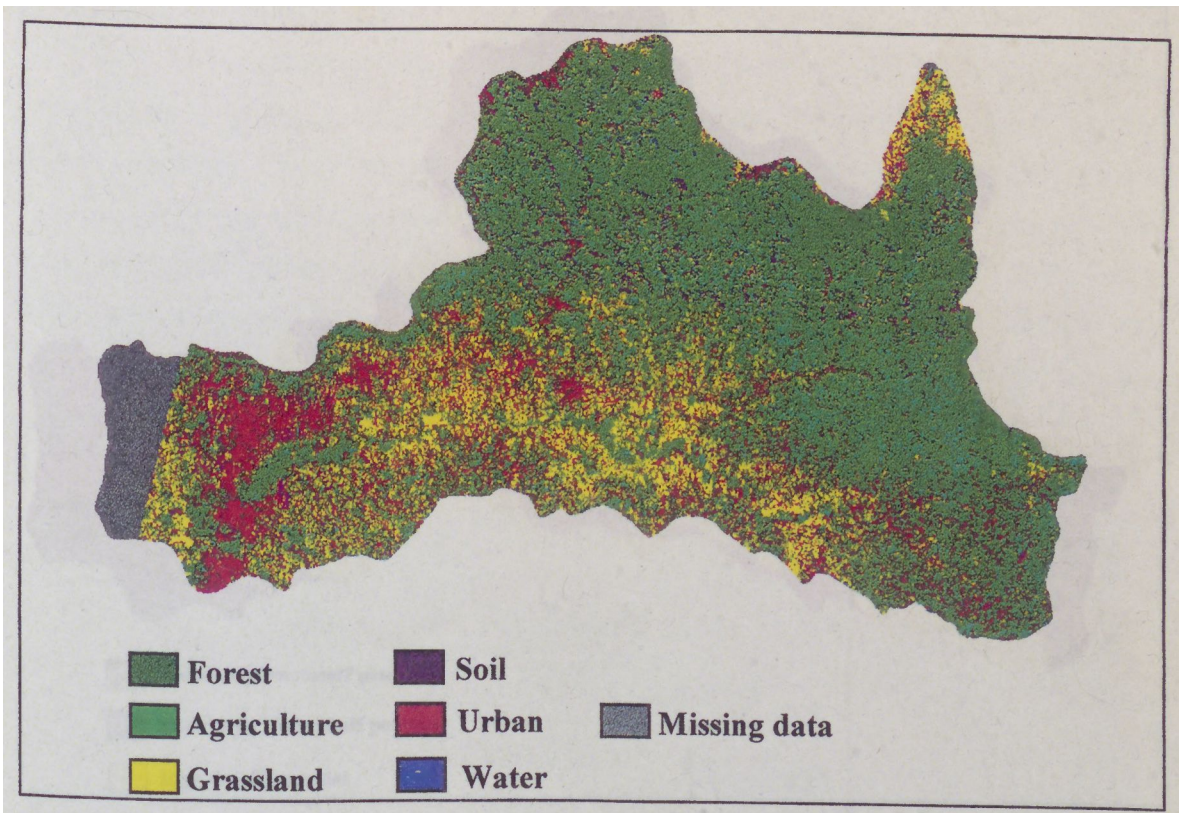 Forest
Soil
Agriculture
Urban
Missing data
Grassland
Water